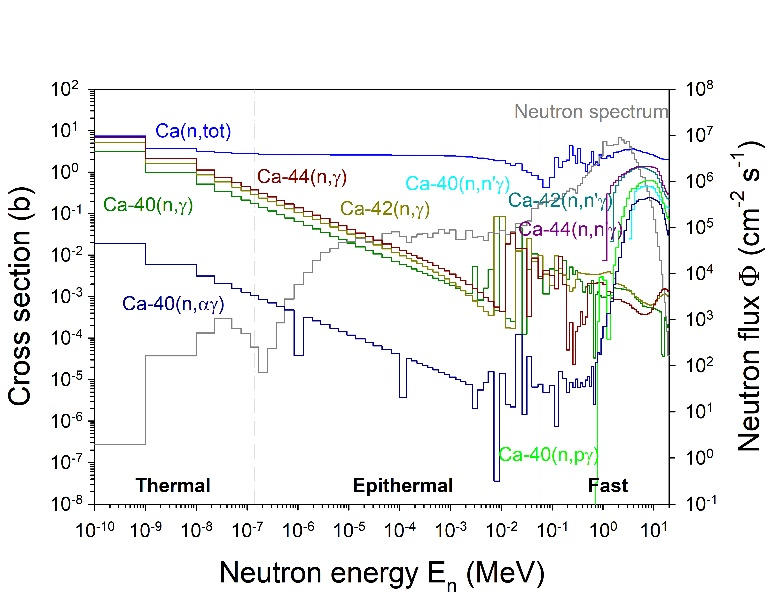 10²
10¹
10⁰
10⁻¹
10⁻²
10⁻³
10⁻⁴
10⁻⁵
10⁻⁶
10⁻⁷
10⁻⁸
Cross section (b)
Neutron spectrum
Ca(n,tot)
Ca-44(n,γ)
Ca-40(n,n'γ)
Ca-42(n,n'γ)
Ca-40(n,γ)
Ca-42(n,γ)
Ca-44(n,n'γ)
Ca-40(n,αγ)
Ca-40(n,pγ)
Thermal
Epithermal
Fast
10⁸
10⁷
10⁶
10⁵
10⁴
10³
10²
10¹
10⁰
10⁻¹
Neutron flux Φ (cm⁻² s⁻¹)
10⁻¹⁰ 10⁻⁹ 10⁻⁸ 10⁻⁷ 10⁻⁶ 10⁻⁵ 10⁻⁴ 10⁻³ 10⁻² 10⁻¹ 10⁰ 10¹
Neutron energy Eₙ (MeV)